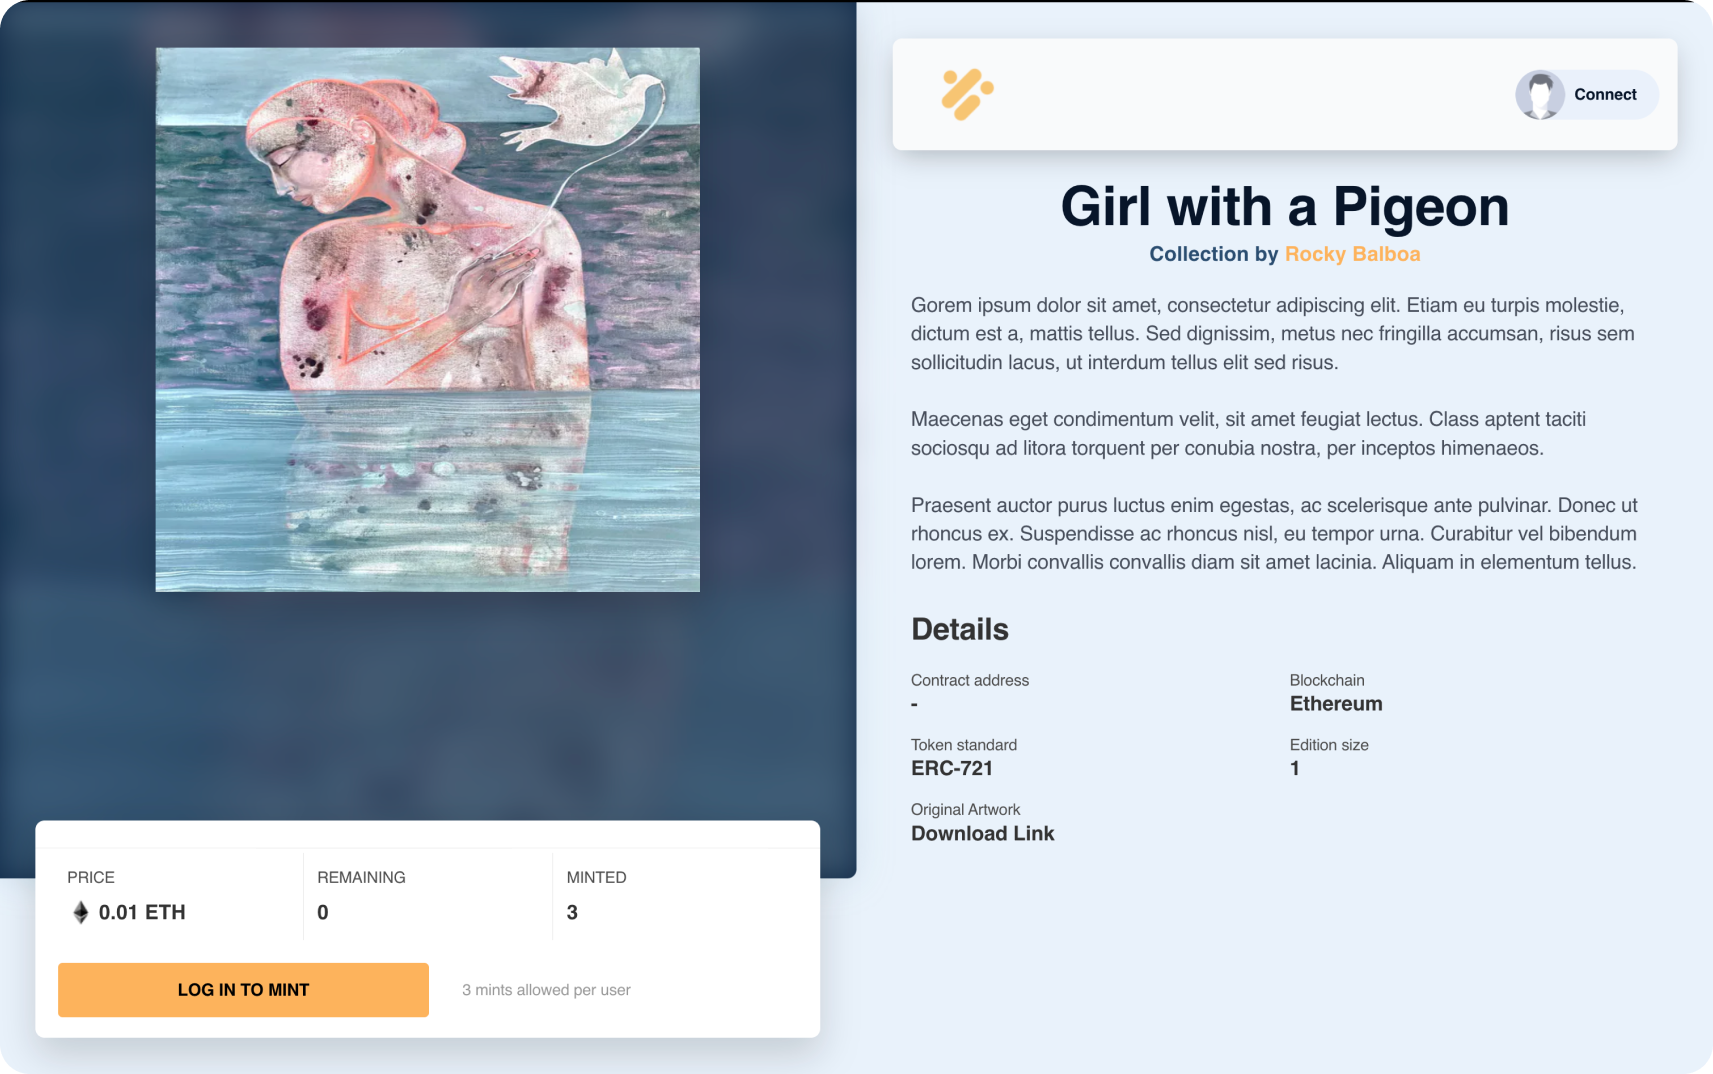 Connect
Girl with a Pigeon
Collection by Rocky Balboa
Gorem ipsum dolor sit amet, consectetur adipiscing elit. Etiam eu turpis molestie,
dictum est a, mattis tellus. Sed dignissim, metus nec fringilla accumsan, risus sem
sollicitudin lacus, ut interdum tellus elit sed risus.
Maecenas eget condimentum velit, sit amet feugiat lectus. Class aptent taciti
sociosqu ad litora torquent per conubia nostra, per inceptos himenaeos.
Praesent auctor purus luctus enim egestas, ac scelerisque ante pulvinar. Donec ut
rhoncus ex. Suspendisse ac rhoncus nisl, eu tempor urna. Curabitur vel bibendum
lorem. Morbi convallis convallis diam sit amet lacinia. Aliquam in elementum tellus.
Details
Contract address
-
Blockchain
Ethereum
Token standard
ERC-721
Edition size
1
Original Artwork
Download Link
PRICE
0.01 ETH
REMAINING
0
MINTED
3
LOG IN TO MINT
3 mints allowed per user